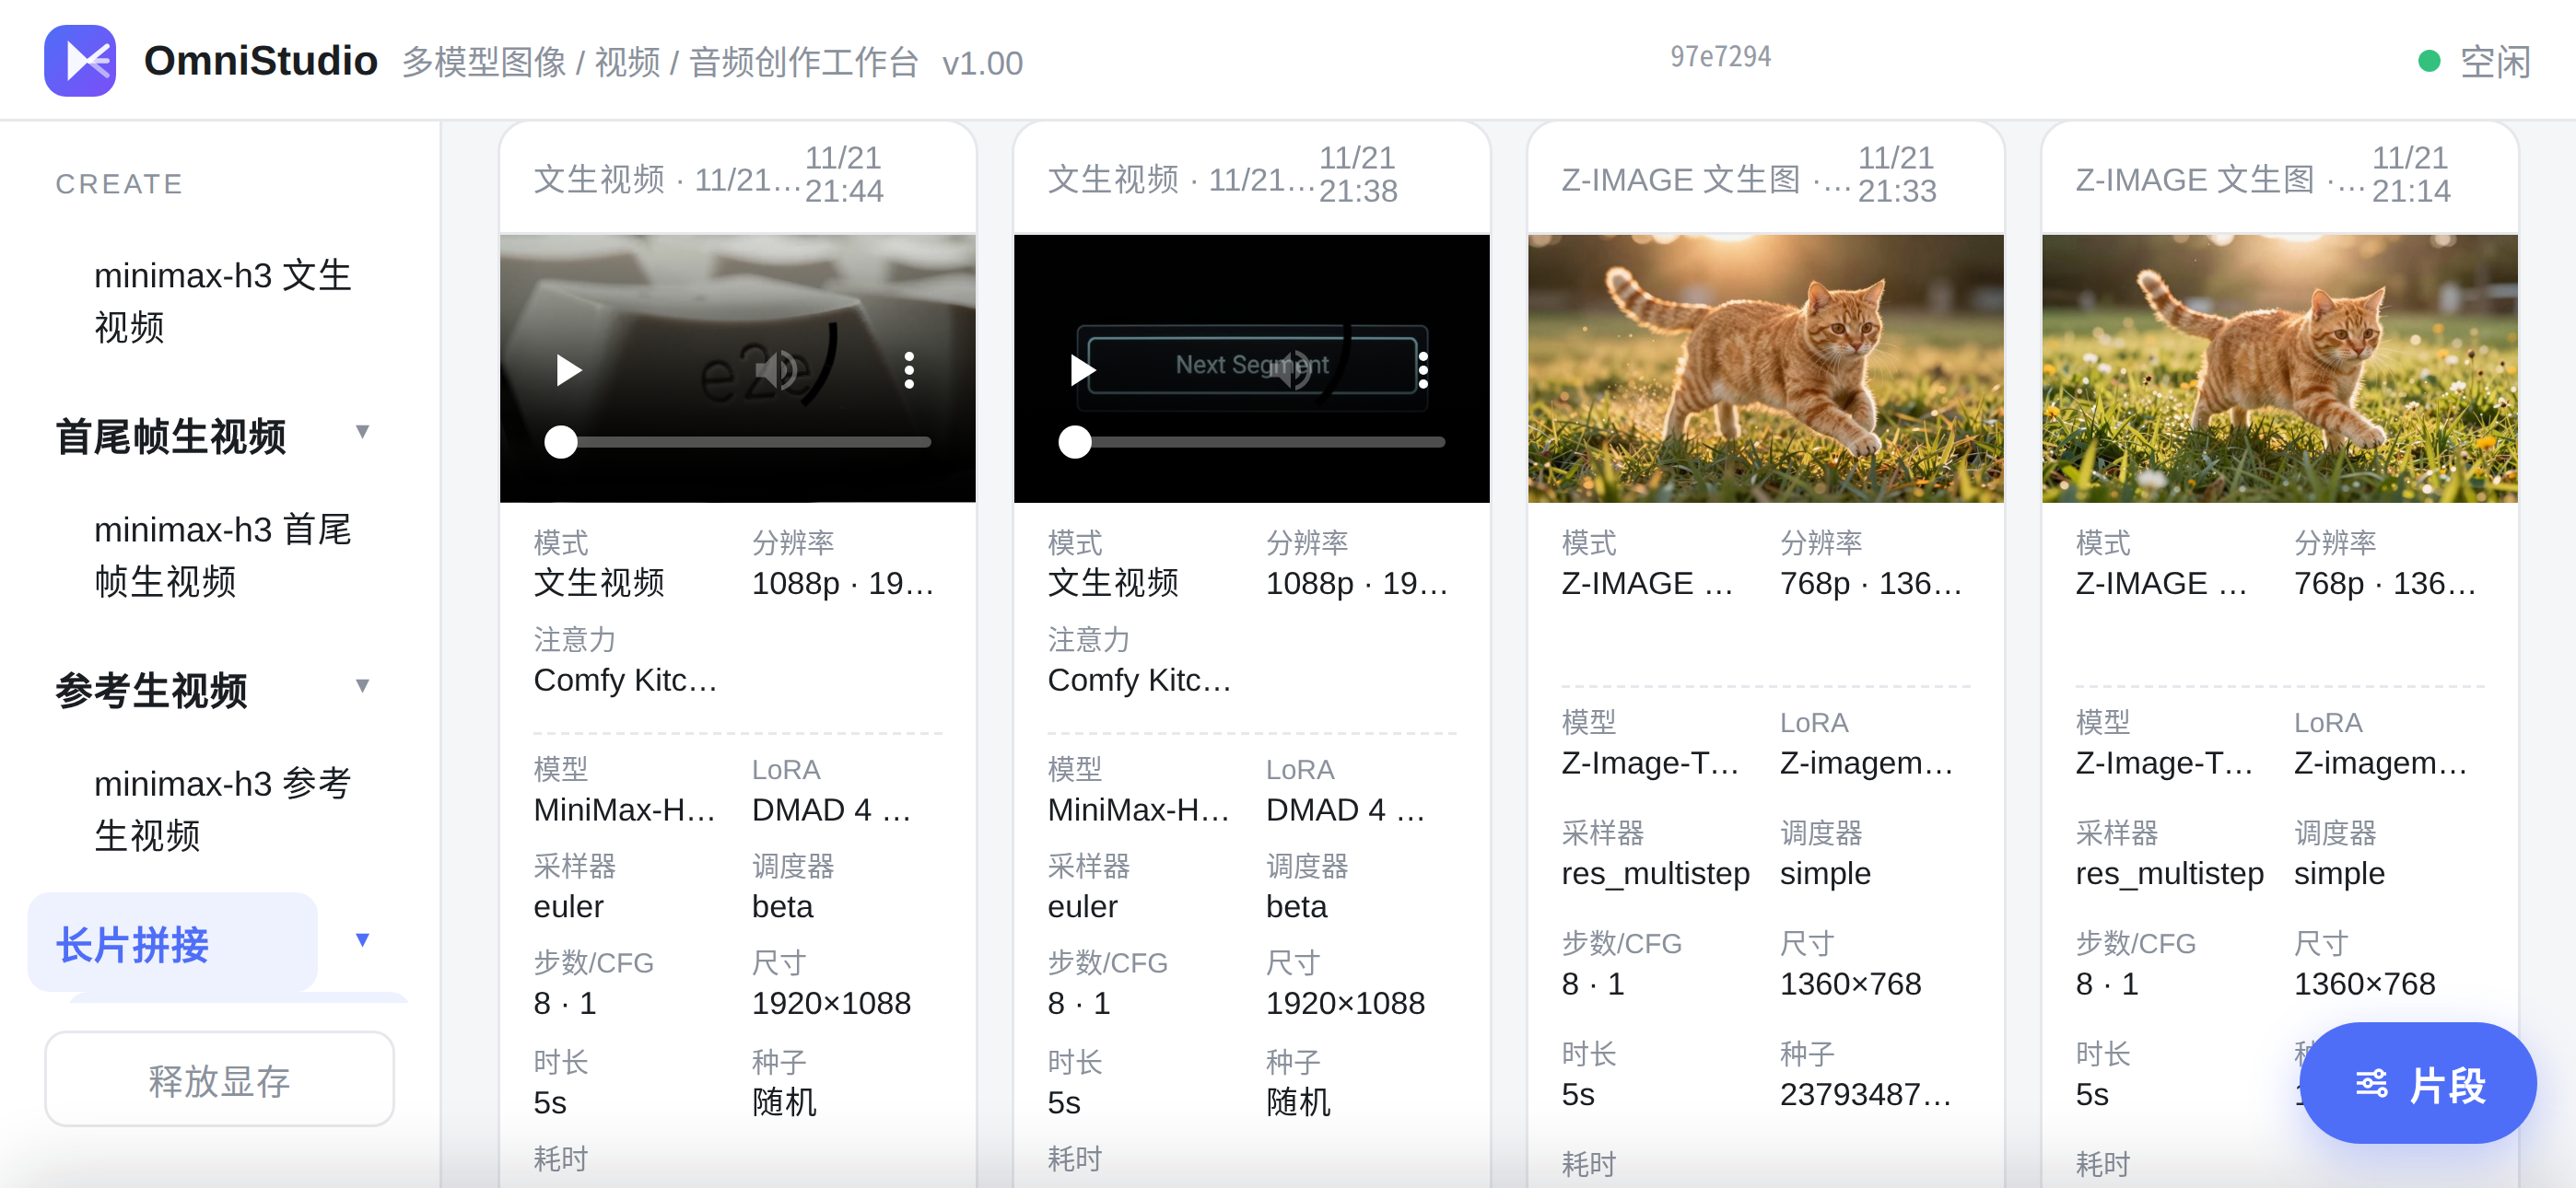 OmniStudio 多模型图像 / 视频 / 音频创作工作台 v1.00
97e7294
空闲
CREATE
minimax-h3 文生
视频
首尾帧生视频
minimax-h3 首尾
帧生视频
参考生视频
minimax-h3 参考
生视频
长片拼接
释放显存
文生视频 · 11/21… 11/21
21:44
e2e
模式 分辨率
文生视频 1088p · 19…
注意力
Comfy Kitc…
模型 LoRA
MiniMax-H… DMAD 4 …
采样器 调度器
euler beta
步数/CFG 尺寸
8 · 1 1920×1088
时长 种子
5s 随机
耗时
文生视频 · 11/21… 11/21
21:38
Next Segment
模式 分辨率
文生视频 1088p · 19…
注意力
Comfy Kitc…
模型 LoRA
MiniMax-H… DMAD 4 …
采样器 调度器
euler beta
步数/CFG 尺寸
8 · 1 1920×1088
时长 种子
5s 随机
耗时
Z-IMAGE 文生图 ·… 11/21
21:33
模式 分辨率
Z-IMAGE … 768p · 136…
模型 LoRA
Z-Image-T… Z-imagem…
采样器 调度器
res_multistep simple
步数/CFG 尺寸
8 · 1 1360×768
时长 种子
5s 23793487…
耗时
Z-IMAGE 文生图 ·… 11/21
21:14
模式 分辨率
Z-IMAGE … 768p · 136…
模型 LoRA
Z-Image-T… Z-imagem…
采样器 调度器
res_multistep simple
步数/CFG 尺寸
8 · 1 1360×768
时长
5s
耗时
片段